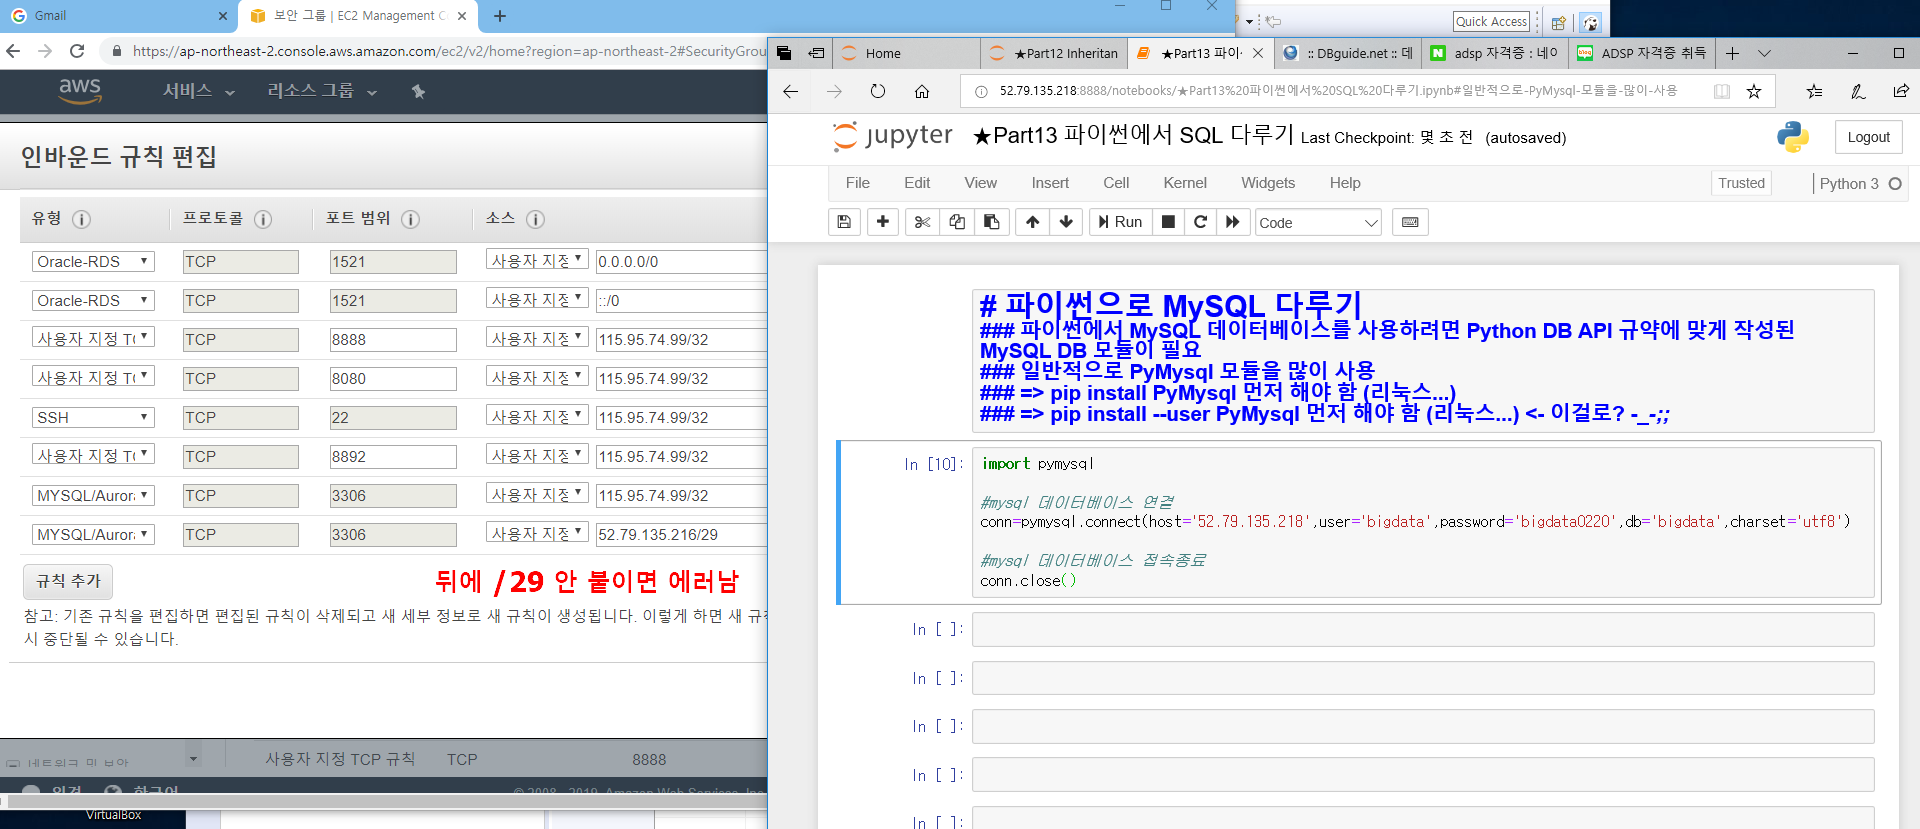 Gmail
보안 그룹 | EC2 Management C
https://ap-northeast-2.console.aws.amazon.com/ec2/v2/home?region=ap-northeast-2#SecurityGrou
aws
서비스
리소스 그룹
인바운드 규칙 편집
유형 프로토콜 포트 범위 소스
Oracle-RDS TCP 1521 사용자 지정 0.0.0.0/0
Oracle-RDS TCP 1521 사용자 지정 ::/0
사용자 지정 TC TCP 8888 사용자 지정 115.95.74.99/32
사용자 지정 TC TCP 8080 사용자 지정 115.95.74.99/32
SSH TCP 22 사용자 지정 115.95.74.99/32
사용자 지정 TC TCP 8892 사용자 지정 115.95.74.99/32
MYSQL/Auror TCP 3306 사용자 지정 115.95.74.99/32
MYSQL/Auror TCP 3306 사용자 지정 52.79.135.216/29
규칙 추가
뒤에 /29 안 붙이면 에러남
참고: 기존 규칙을 편집하면 편집된 규칙이 삭제되고 새 세부 정보로 새 규칙이 생성됩니다. 이렇게 하면 새 규칙
시 중단될 수 있습니다.
네트워크 및 보안
사용자 지정 TCP 규칙 TCP 8888
의견 한국어
© 2008 - 2019, Amazon Web Services, Inc.
VirtualBox
Quick Access
Home
★Part12 Inheritan
★Part13 파이
:: DBguide.net :: 데
adsp 자격증 : 네이
ADSP 자격증 취득
52.79.135.218:8888/notebooks/★Part13%20파이썬에서%20SQL%20다루기.ipynb#일반적으로-PyMysql-모듈을-많이-사용
jupyter
★Part13 파이썬에서 SQL 다루기 Last Checkpoint: 몇 초 전 (autosaved)
Logout
File Edit View Insert Cell Kernel Widgets Help
Trusted
Python 3
Run
Code
# 파이썬으로 MySQL 다루기
### 파이썬에서 MySQL 데이터베이스를 사용하려면 Python DB API 규약에 맞게 작성된
MySQL DB 모듈이 필요
### 일반적으로 PyMysql 모듈을 많이 사용
### => pip install PyMysql 먼저 해야 함 (리눅스...)
### => pip install --user PyMysql 먼저 해야 함 (리눅스...) <- 이걸로? -_-;;
In [10]:
import pymysql
#mysql 데이터베이스 연결
conn=pymysql.connect(host='52.79.135.218',user='bigdata',password='bigdata0220',db='bigdata',charset='utf8')
#mysql 데이터베이스 접속종료
conn.close()
In [ ]:
In [ ]:
In [ ]:
In [ ]:
In [ ]: